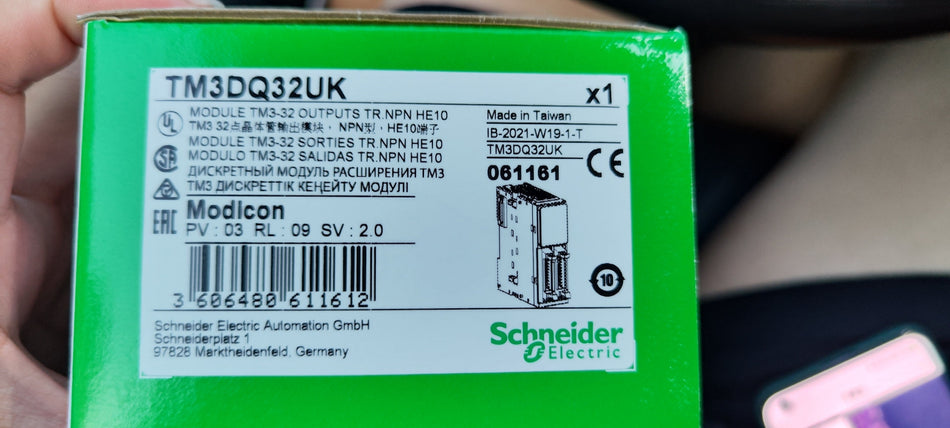 TM3DQ32UK
x1
MODULE TM3-32 OUTPUTS TR.NPN HE10
TM3 32点晶体管输出模块， NPN型，HE10端子
MODULE TM3-32 SORTIES TR.NPN HE10
MODULO TM3-32 SALIDAS TR.NPN HE10
ДИСКРЕТНЫЙ МОДУЛЬ РАСШИРЕНИЯ TM3
TM3 ДИСКРЕТТІК КЕҢЕЙТУ МОДУЛІ
UL
Made in Taiwan
IB-2021-W19-1-T
TM3DQ32UK
061161
CE
EAC
Modicon
PV : 03 RL : 09 SV : 2.0
3 606480 611612
10
Schneider Electric Automation GmbH
Schneiderplatz 1
97828 Marktheidenfeld, Germany
Schneider
Electric